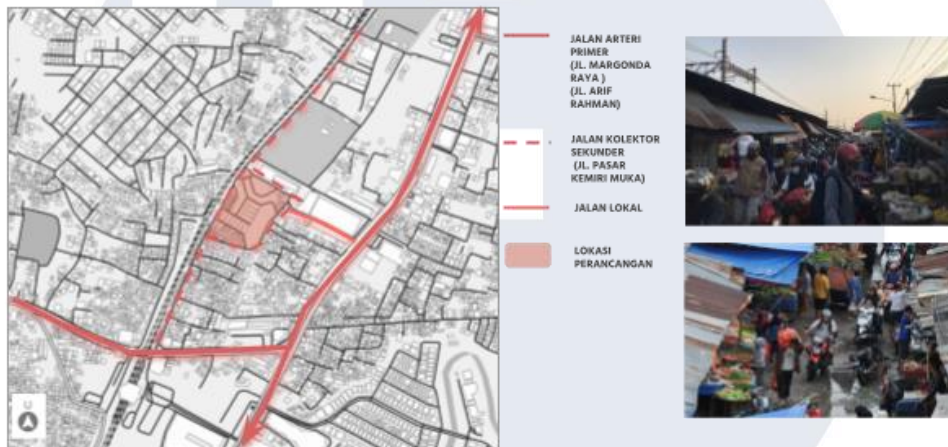 JALAN ARTERI
PRIMER
(JL. MARGONDA
RAYA )
(JL. ARIF
RAHMAN)
JALAN KOLEKTOR
SEKUNDER
(JL. PASAR
KEMIRI MUKA)
JALAN LOKAL
LOKASI
PERANCANGAN